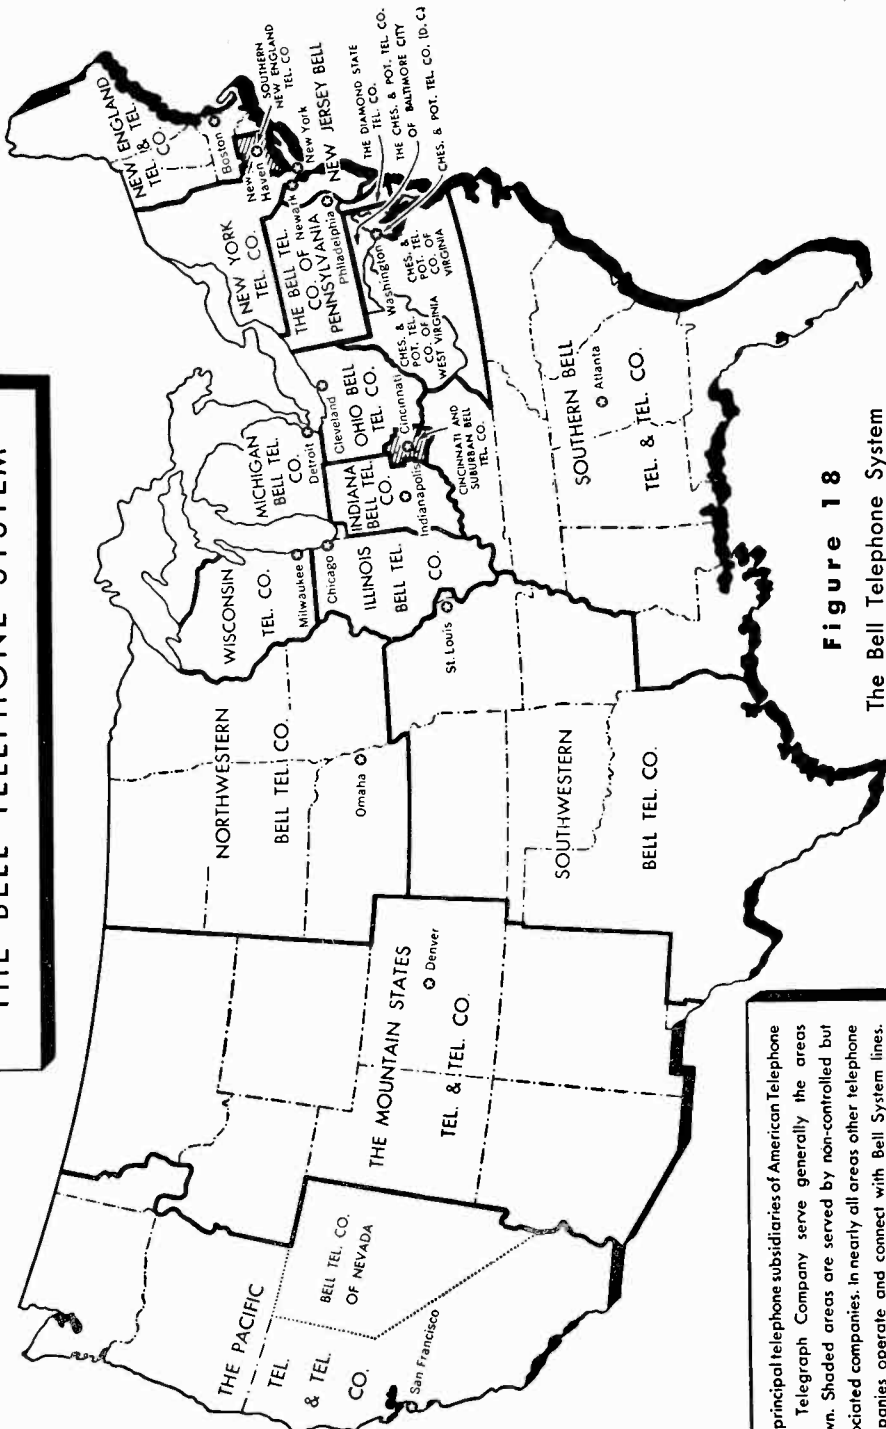 THE BELL TELEPHONE SYSTEM
NEW ENGLAND
TEL. & TEL.
CO.
Boston
SOUTHERN
NEW ENGLAND
TEL. CO
New
Haven
NEW YORK
TEL. CO.
New York
Newark
NEW JERSEY BELL
THE BELL TEL.
CO. OF
PENNSYLVANIA
Philadelphia
THE DIAMOND STATE
TEL. CO.
THE CHES. & POT. TEL. CO.
OF BALTIMORE CITY
CHES. & POT. TEL. CO. (D. C.)
Washington
CHES. &
POT. TEL.
CO. OF
VIRGINIA
CHES. &
POT. TEL.
CO. OF
WEST VIRGINIA
MICHIGAN
BELL TEL.
CO.
Detroit
Cleveland
OHIO BELL
TEL. CO.
Cincinnati
CINCINNATI AND
SUBURBAN BELL
TEL. CO.
INDIANA
BELL TEL.
CO.
Indianapolis
WISCONSIN
TEL. CO.
Milwaukee
Chicago
ILLINOIS
BELL TEL.
CO.
St. Louis
NORTHWESTERN
BELL TEL. CO.
Omaha
SOUTHWESTERN
BELL TEL. CO.
SOUTHERN BELL
Atlanta
TEL. & TEL. CO.
THE MOUNTAIN STATES
Denver
TEL. & TEL. CO.
THE PACIFIC
TEL.
& TEL.
CO.
San Francisco
BELL TEL. CO.
OF NEVADA
principal telephone subsidiaries of American Telephone
Telegraph Company serve generally the areas
wn. Shaded areas are served by non-controlled but
ociated companies. In nearly all areas other telephone
panies operate and connect with Bell System lines.
Figure 18
The Bell Telephone System